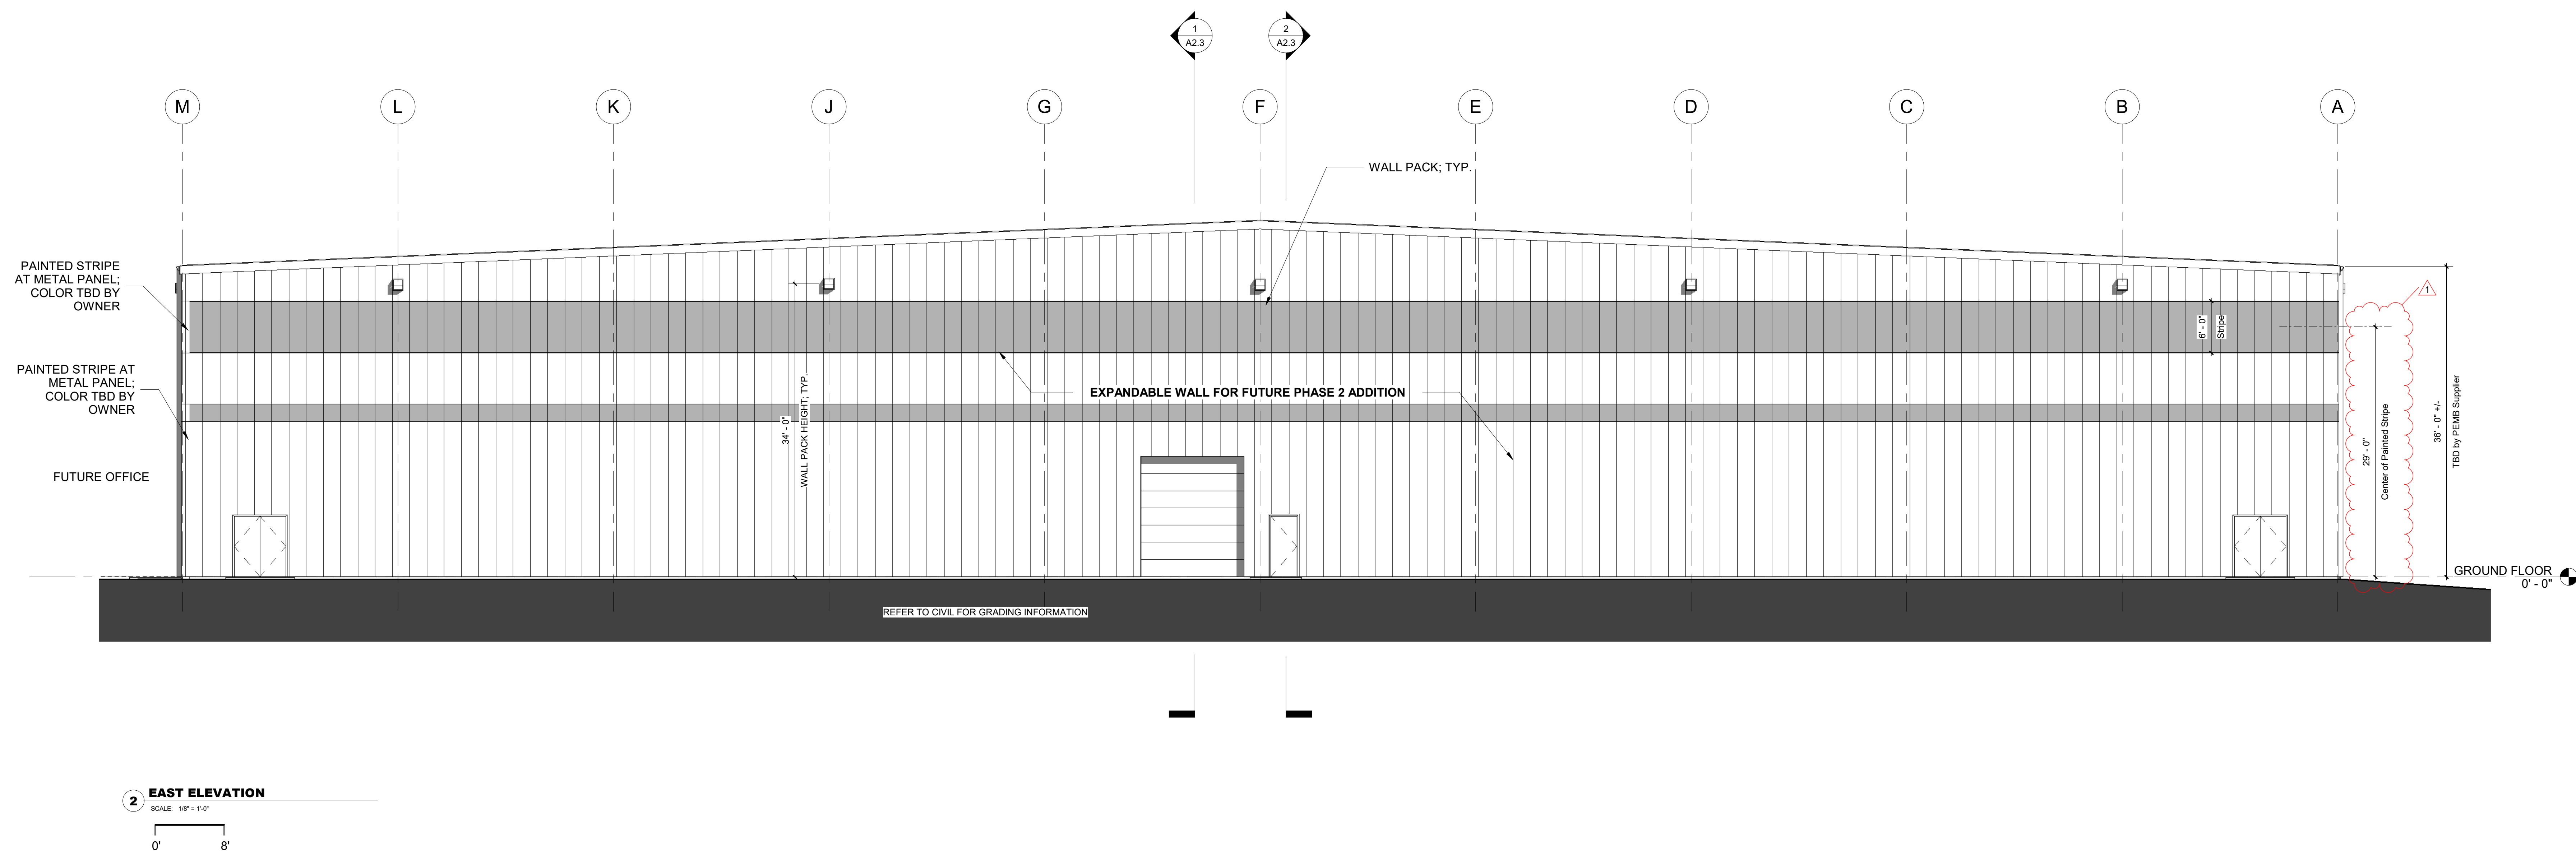 1
A2.3
2
A2.3
M
L
K
J
G
F
E
D
C
B
A
WALL PACK; TYP.
PAINTED STRIPE
AT METAL PANEL;
COLOR TBD BY
OWNER
1
6' - 0"
Stripe
PAINTED STRIPE AT
METAL PANEL;
COLOR TBD BY
OWNER
EXPANDABLE WALL FOR FUTURE PHASE 2 ADDITION
34' - 0"
WALL PACK HEIGHT; TYP.
29' - 0"
Center of Painted Stripe
36' - 0" +/-
TBD by PEMB Supplier
FUTURE OFFICE
GROUND FLOOR
0' - 0"
REFER TO CIVIL FOR GRADING INFORMATION
2
EAST ELEVATION
SCALE: 1/8" = 1'-0"
0'
8'